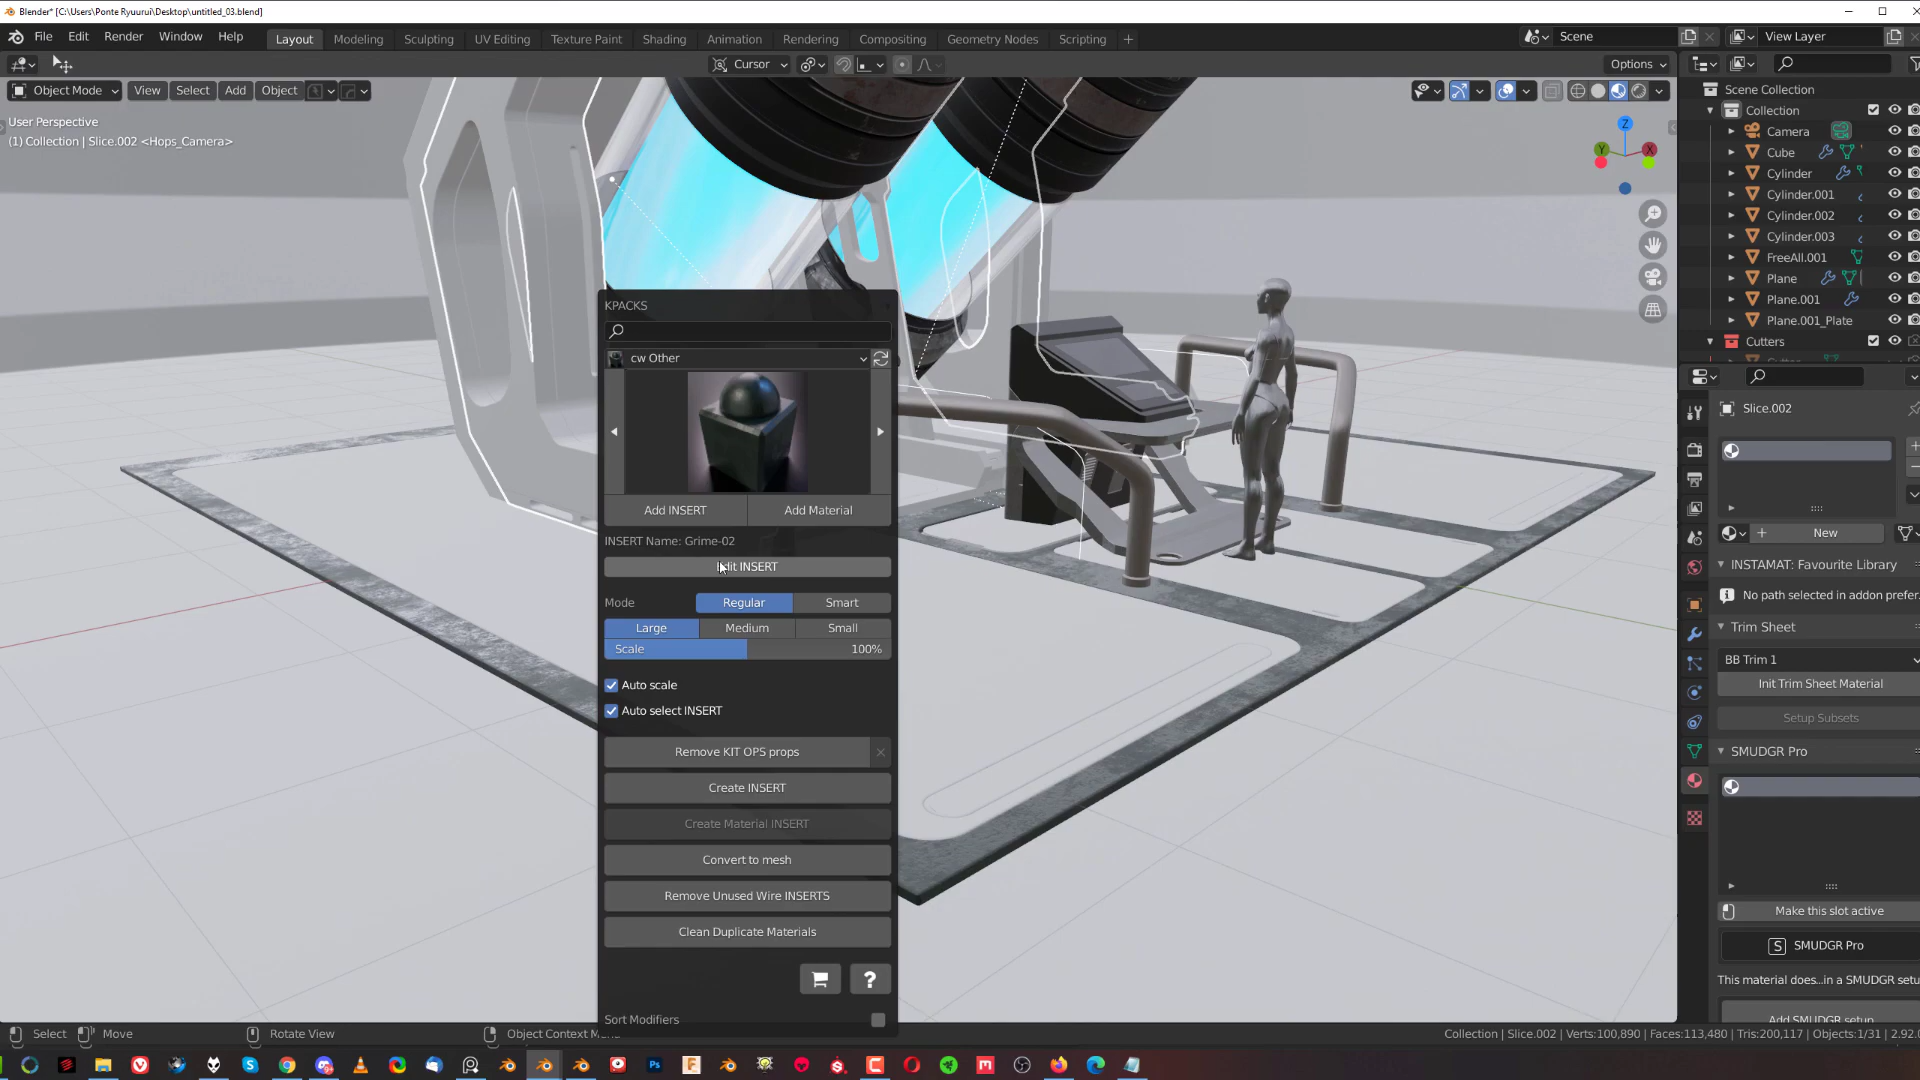 Blender* [C:\Users\Ponte Ryuurui\Desktop\untitled_03.blend]
File Edit Render Window Help Layout Modeling Sculpting UV Editing Texture Paint Shading Animation Rendering Compositing Geometry Nodes Scripting + Scene View Layer
Cursor Options
Object Mode View Select Add Object
User Perspective
(1) Collection | Slice.002 <Hops_Camera>
Z
Y X
Scene Collection
Collection
Camera
Cube
Cylinder
Cylinder.001
Cylinder.002
Cylinder.003
FreeAll.001
Plane
Plane.001
Plane.001_Plate
Cutters
Slice.002
New
INSTAMAT: Favourite Library
No path selected in addon prefer.
Trim Sheet
BB Trim 1
Init Trim Sheet Material
Setup Subsets
SMUDGR Pro
Make this slot active
S SMUDGR Pro
This material does...in a SMUDGR setu
Add SMUDGR setup
KPACKS
cw Other
Add INSERT Add Material
INSERT Name: Grime-02
Edit INSERT
Mode Regular Smart
Large Medium Small
Scale 100%
Auto scale
Auto select INSERT
Remove KIT OPS props
Create INSERT
Create Material INSERT
Convert to mesh
Remove Unused Wire INSERTS
Clean Duplicate Materials
?
Sort Modifiers
Select Move Rotate View Object Context M Collection | Slice.002 | Verts:100,890 | Faces:113,480 | Tris:200,117 | Objects:1/31 | 2.92.0